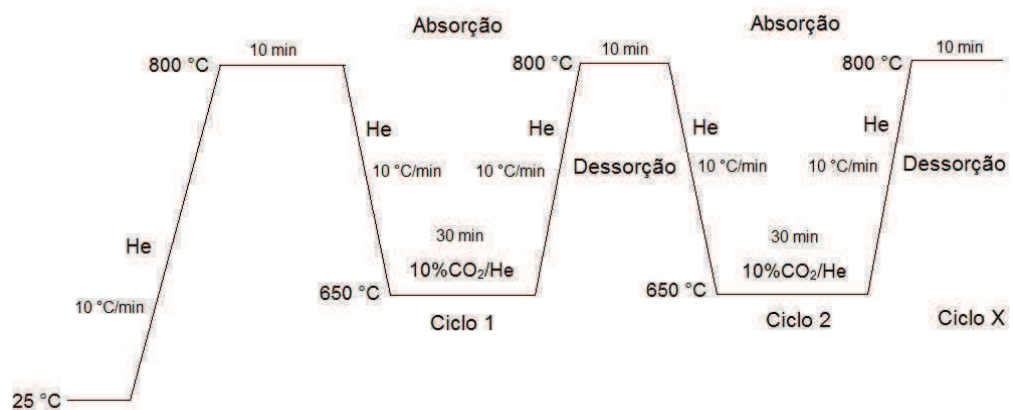 Absorção
Absorção
10 min
10 min
10 min
800 °C
800 °C
800 °C
He
He
He
He
10 °C/min
10 °C/min
Dessorção
10 °C/min
10 °C/min
Dessorção
He
30 min
30 min
10%CO₂/He
10%CO₂/He
10 °C/min
650 °C
650 °C
Ciclo 1
Ciclo 2
Ciclo X
25 °C